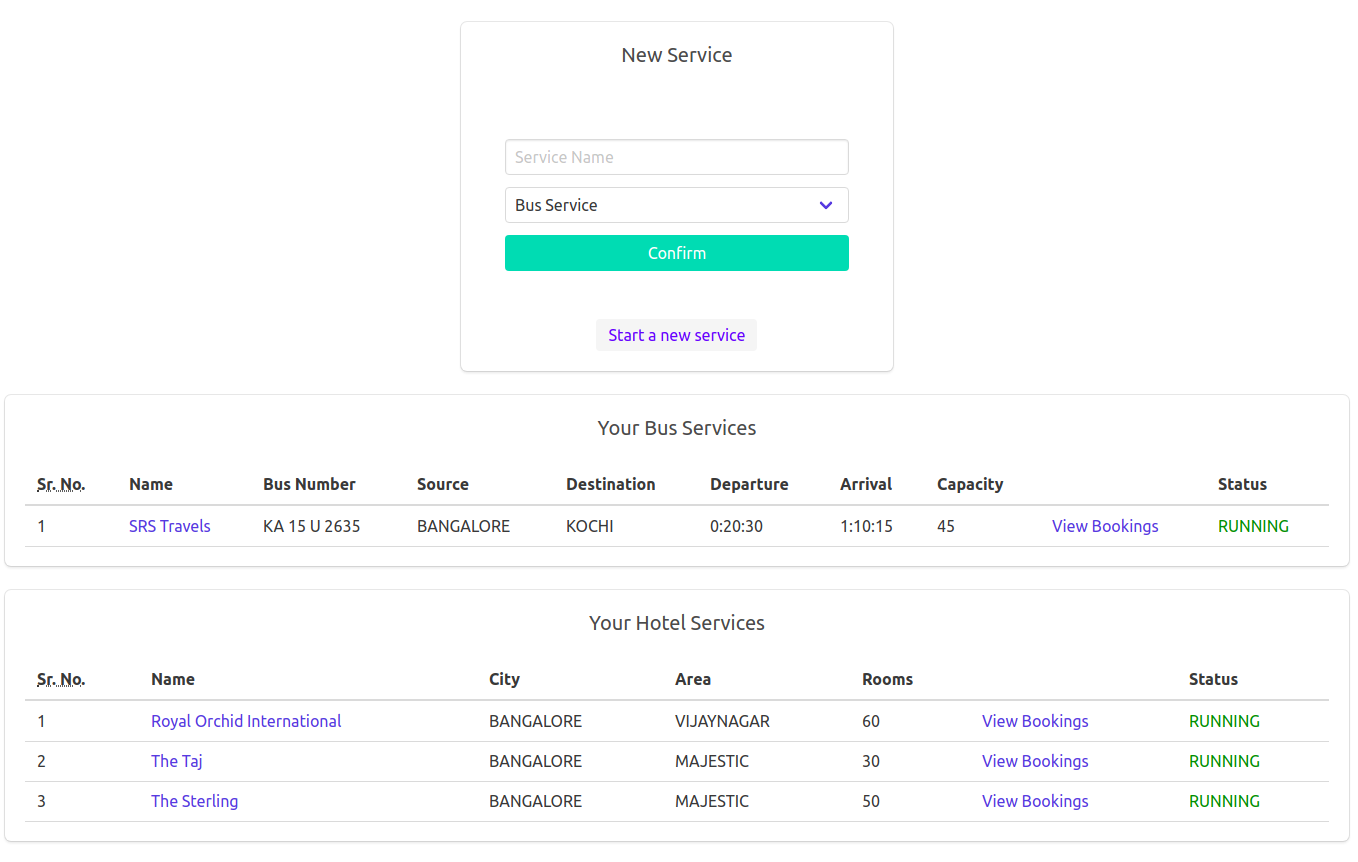 New Service
Service Name
Bus Service
Confirm
Start a new service
Your Bus Services
Sr. No. Name Bus Number Source Destination Departure Arrival Capacity Status
1 SRS Travels KA 15 U 2635 BANGALORE KOCHI 0:20:30 1:10:15 45 View Bookings RUNNING
Your Hotel Services
Sr. No. Name City Area Rooms Status
1 Royal Orchid International BANGALORE VIJAYNAGAR 60 View Bookings RUNNING
2 The Taj BANGALORE MAJESTIC 30 View Bookings RUNNING
3 The Sterling BANGALORE MAJESTIC 50 View Bookings RUNNING